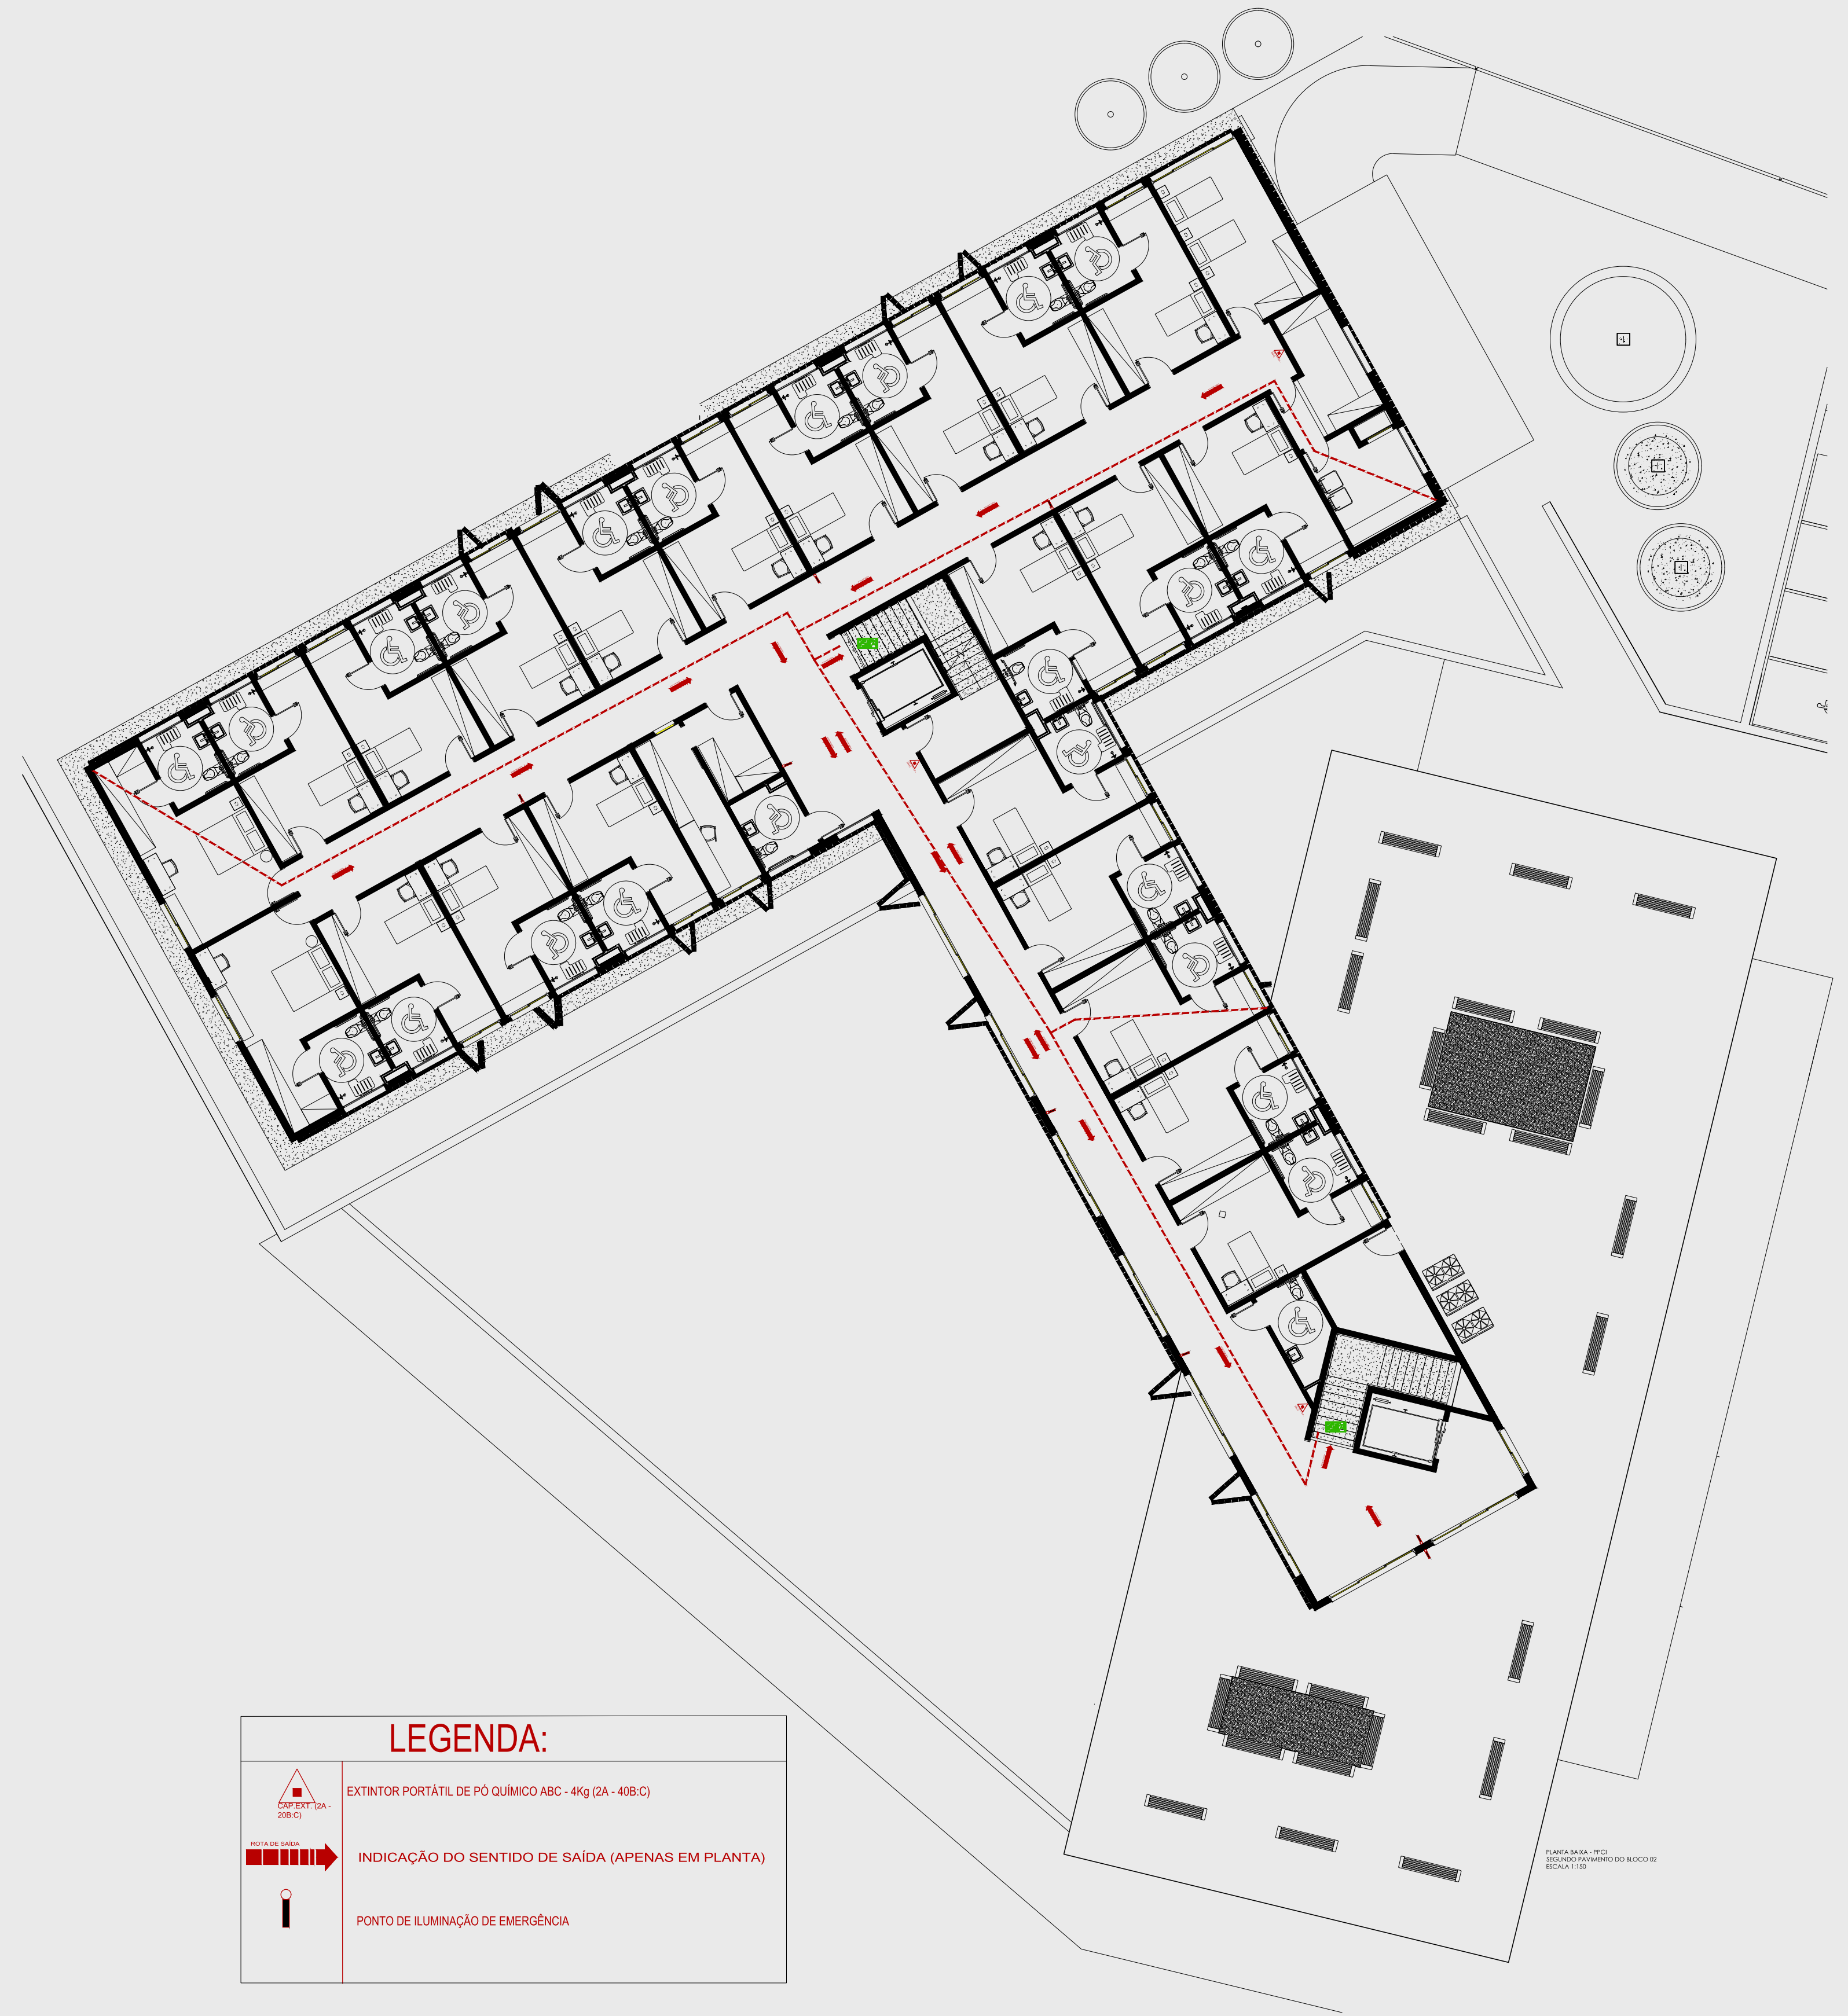 LEGENDA:
CAP.EXT. (2A -
20B:C)
EXTINTOR PORTÁTIL DE PÓ QUÍMICO ABC - 4Kg (2A - 40B:C)
ROTA DE SAÍDA
INDICAÇÃO DO SENTIDO DE SAÍDA (APENAS EM PLANTA)
PONTO DE ILUMINAÇÃO DE EMERGÊNCIA
PLANTA BAIXA - PPCI
SEGUNDO PAVIMENTO DO BLOCO 02
ESCALA 1:150